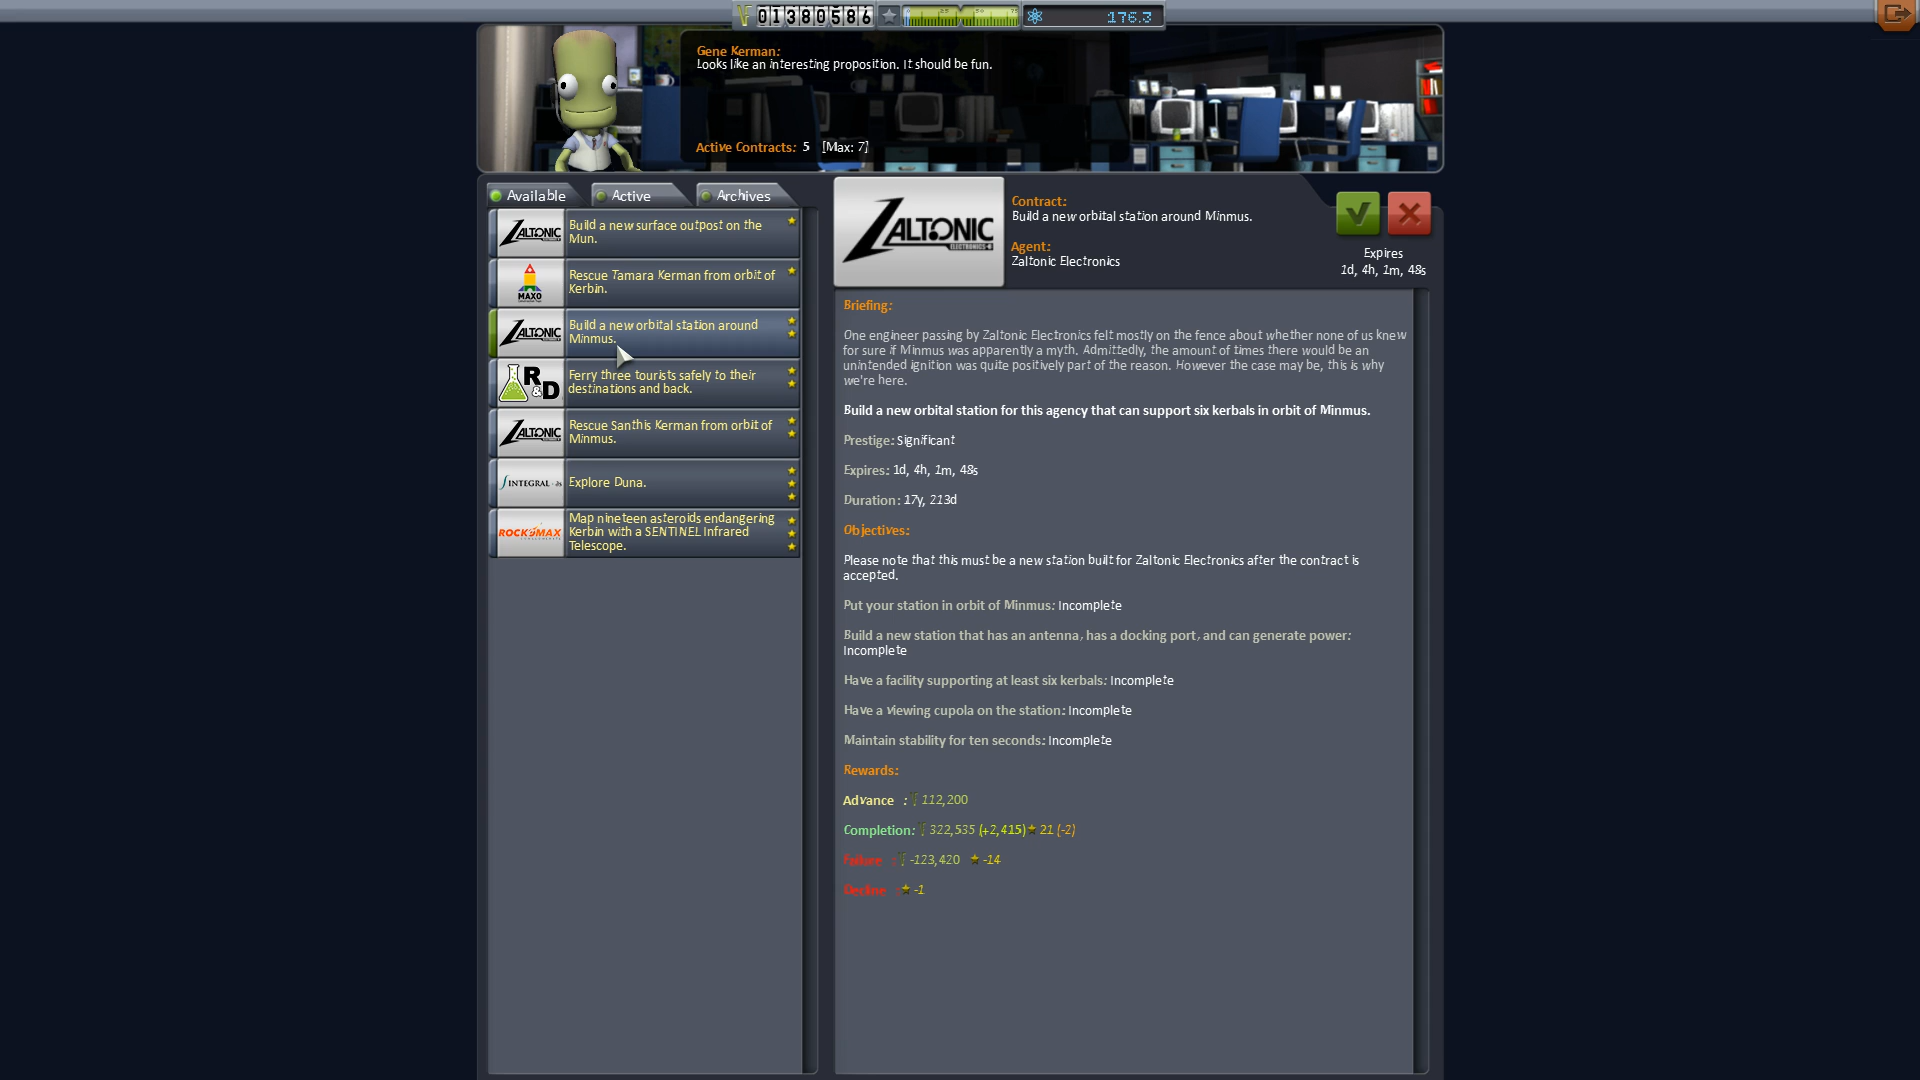 01380586
25 50 75
176.3
Gene Kerman:
Looks like an interesting proposition. It should be fun.
Active Contracts: 5 [Max: 7]
Available
Active
Archives
ZALTONIC
Build a new surface outpost on the
Mun.
MAXO
Rescue Tamara Kerman from orbit of
Kerbin.
ZALTONIC
Build a new orbital station around
Minmus.
R&D
Ferry three tourists safely to their
destinations and back.
ZALTONIC
Rescue Santhis Kerman from orbit of
Minmus.
INTEGRAL
Explore Duna.
ROCKOMAX
Map nineteen asteroids endangering
Kerbin with a SENTINEL Infrared
Telescope.
ZALTONIC
ELECTRONICS
Contract:
Build a new orbital station around Minmus.
Agent:
Zaltonic Electronics
Expires
1d, 4h, 1m, 48s
Briefing:
One engineer passing by Zaltonic Electronics felt mostly on the fence about whether none of us knew
for sure if Minmus was apparently a myth. Admittedly, the amount of times there would be an
unintended ignition was quite positively part of the reason. However the case may be, this is why
we're here.
Build a new orbital station for this agency that can support six kerbals in orbit of Minmus.
Prestige: Significant
Expires: 1d, 4h, 1m, 48s
Duration: 17y, 213d
Objectives:
Please note that this must be a new station built for Zaltonic Electronics after the contract is
accepted.
Put your station in orbit of Minmus: Incomplete
Build a new station that has an antenna, has a docking port, and can generate power:
Incomplete
Have a facility supporting at least six kerbals: Incomplete
Have a viewing cupola on the station: Incomplete
Maintain stability for ten seconds: Incomplete
Rewards:
Advance : 112,200
Completion: 322,535 (+2,415) 21 (-2)
Failure : -123,420 -14
Decline -1